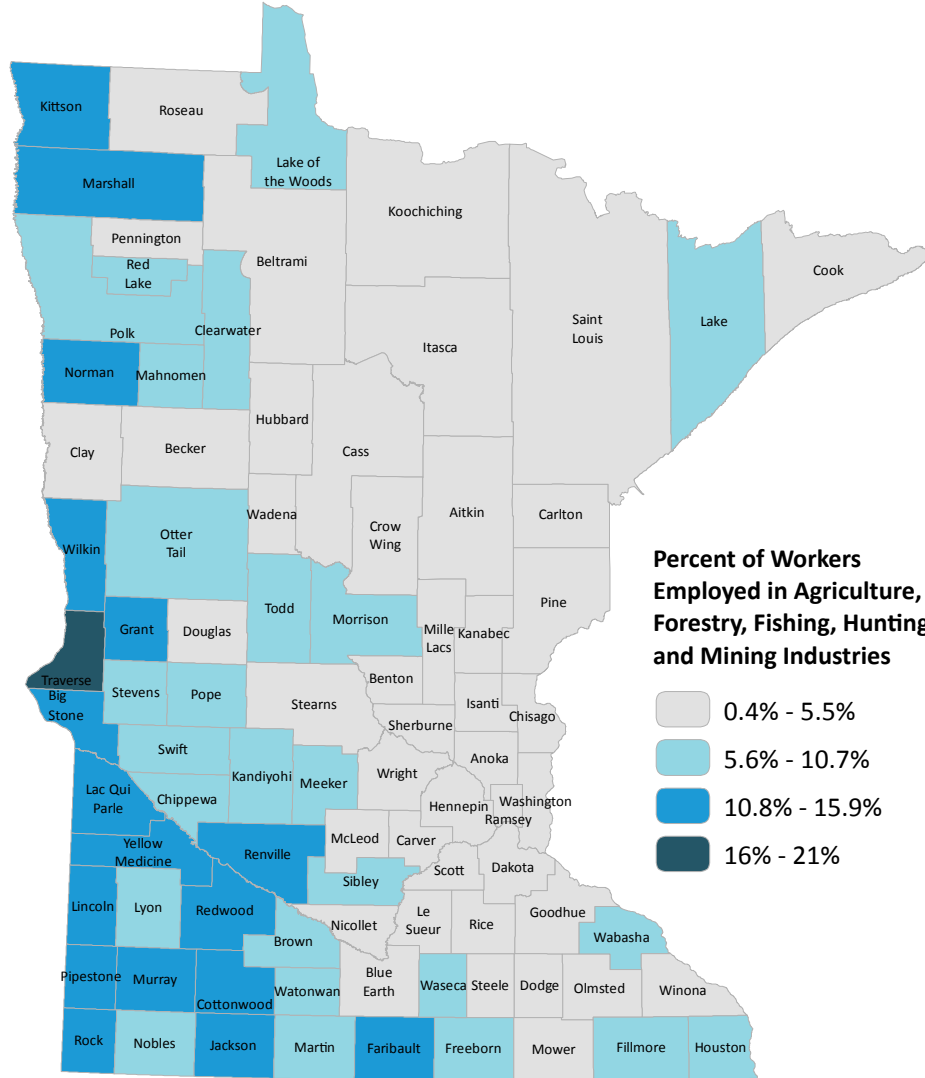 Kittson
Roseau
Lake of
the Woods
Marshall
Koochiching
Pennington
Beltrami
Red
Lake
Cook
Saint
Louis
Lake
Polk
Clearwater
Itasca
Norman
Mahnomen
Hubbard
Clay
Becker
Cass
Wadena
Aitkin
Carlton
Otter
Tail
Crow
Wing
Wilkin
Percent of Workers
Employed in Agriculture,
Forestry, Fishing, Hunting
and Mining Industries
0.4% - 5.5%
5.6% - 10.7%
10.8% - 15.9%
16% - 21%
Pine
Todd
Morrison
Grant
Douglas
Mille
Lacs
Kanabec
Traverse
Big
Stone
Stevens
Pope
Stearns
Benton
Isanti
Chisago
Sherburne
Swift
Anoka
Kandiyohi
Meeker
Wright
Lac Qui
Parle
Chippewa
Hennepin
Washington
Ramsey
Yellow
Medicine
Renville
McLeod
Carver
Scott
Dakota
Sibley
Lincoln
Lyon
Redwood
Nicollet
Le
Sueur
Rice
Goodhue
Brown
Wabasha
Pipestone
Murray
Cottonwood
Watonwan
Blue
Earth
Waseca
Steele
Dodge
Olmsted
Winona
Rock
Nobles
Jackson
Martin
Faribault
Freeborn
Mower
Fillmore
Houston